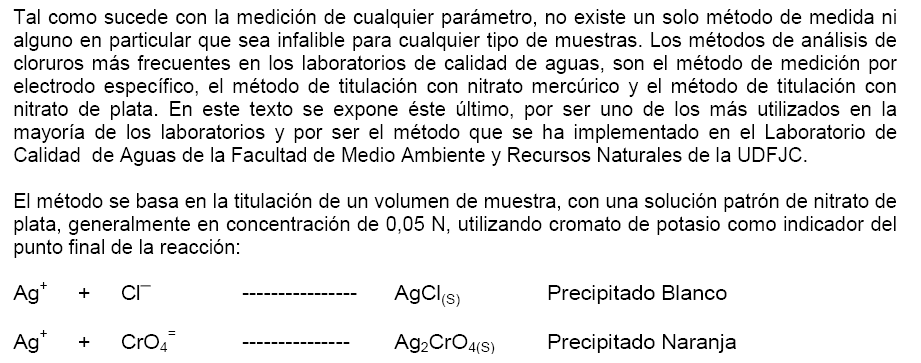 Tal como sucede con la medición de cualquier parámetro, no existe un solo método de medida ni
alguno en particular que sea infalible para cualquier tipo de muestras. Los métodos de análisis de
cloruros más frecuentes en los laboratorios de calidad de aguas, son el método de medición por
electrodo específico, el método de titulación con nitrato mercúrico y el método de titulación con
nitrato de plata. En este texto se expone éste último, por ser uno de los más utilizados en la
mayoría de los laboratorios y por ser el método que se ha implementado en el Laboratorio de
Calidad de Aguas de la Facultad de Medio Ambiente y Recursos Naturales de la UDFJC.
El método se basa en la titulación de un volumen de muestra, con una solución patrón de nitrato de
plata, generalmente en concentración de 0,05 N, utilizando cromato de potasio como indicador del
punto final de la reacción:
Ag⁺ + Cl⁻ ---------------- AgCl₍S₎ Precipitado Blanco
Ag⁺ + CrO₄⁼ --------------- Ag₂CrO₄₍S₎ Precipitado Naranja